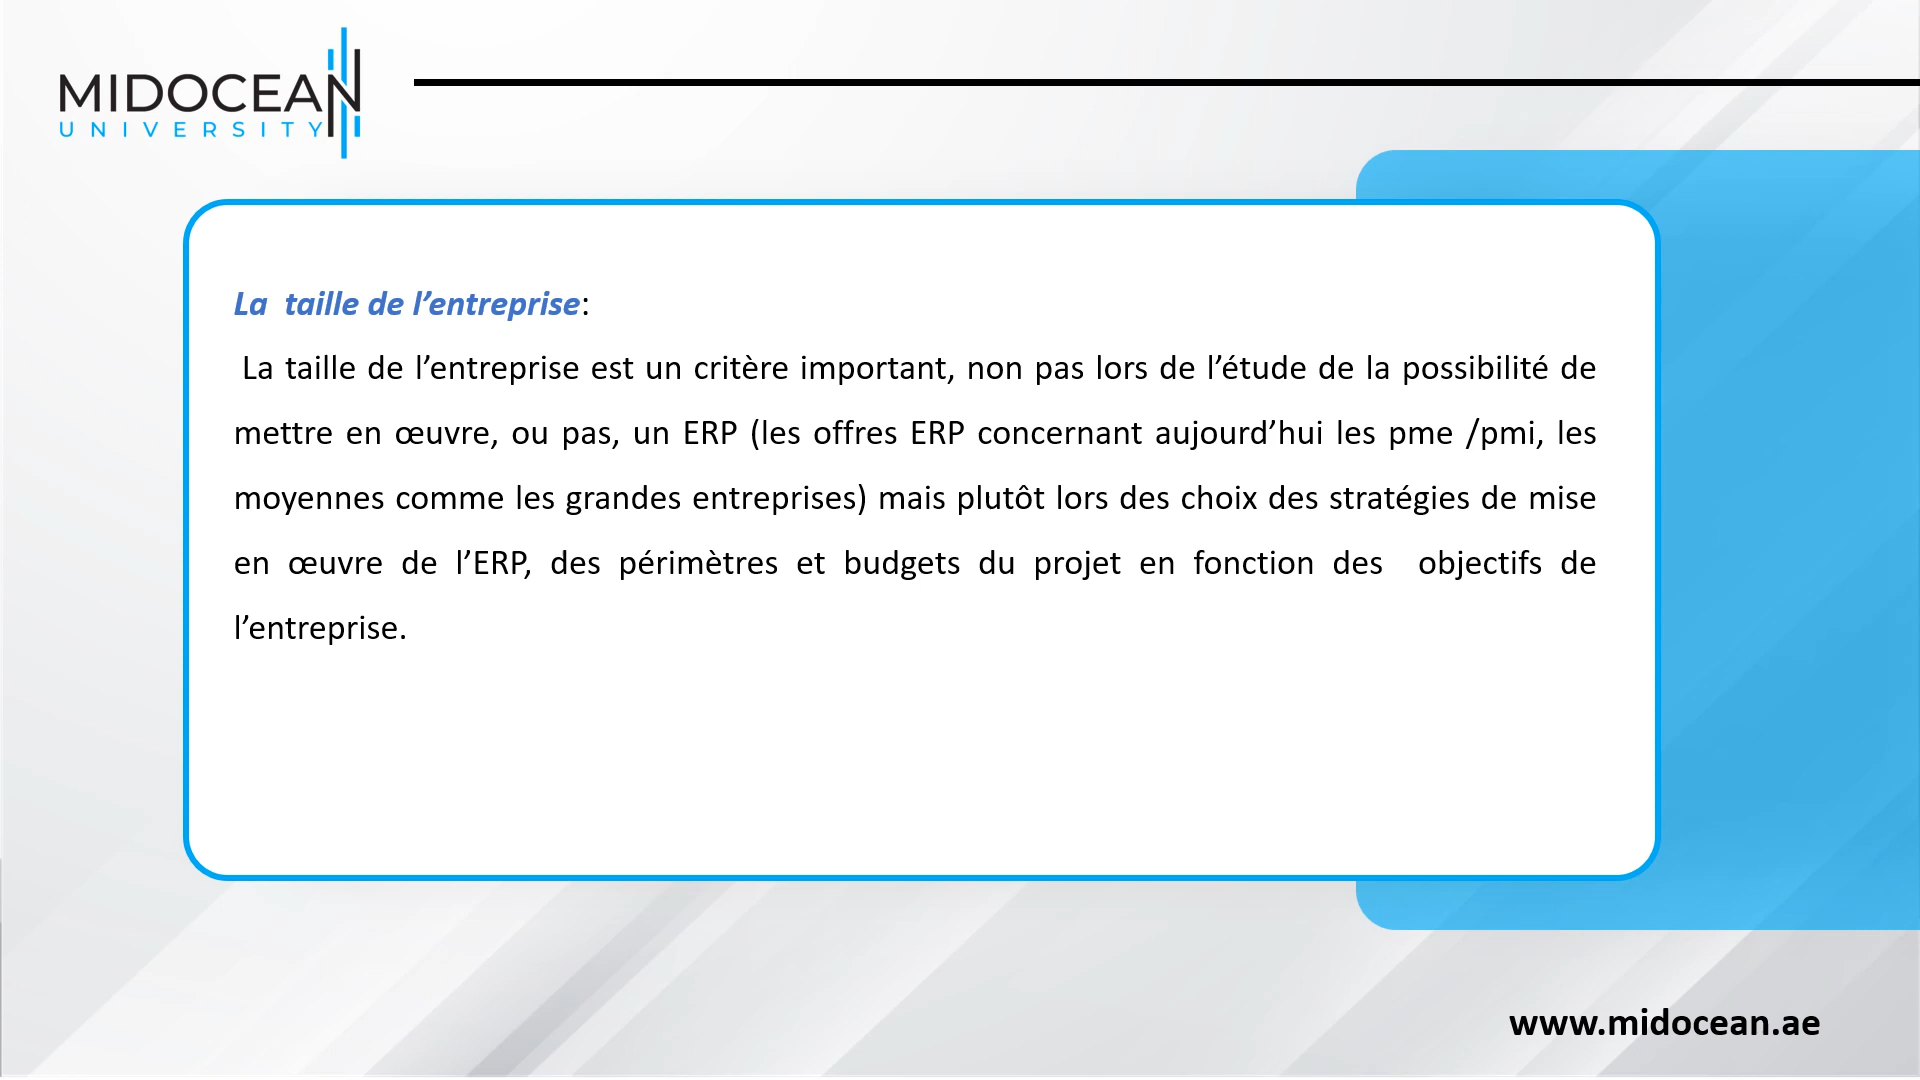 MIDOCEAN
UNIVERSITY
La  taille de l’entreprise:
La taille de l’entreprise est un critère important, non pas lors de l’étude de la possibilité de
mettre en œuvre, ou pas, un ERP (les offres ERP concernant aujourd’hui les pme /pmi, les
moyennes comme les grandes entreprises) mais plutôt lors des choix des stratégies de mise
en œuvre de l’ERP, des périmètres et budgets du projet en fonction des  objectifs de
l’entreprise.
www.midocean.ae